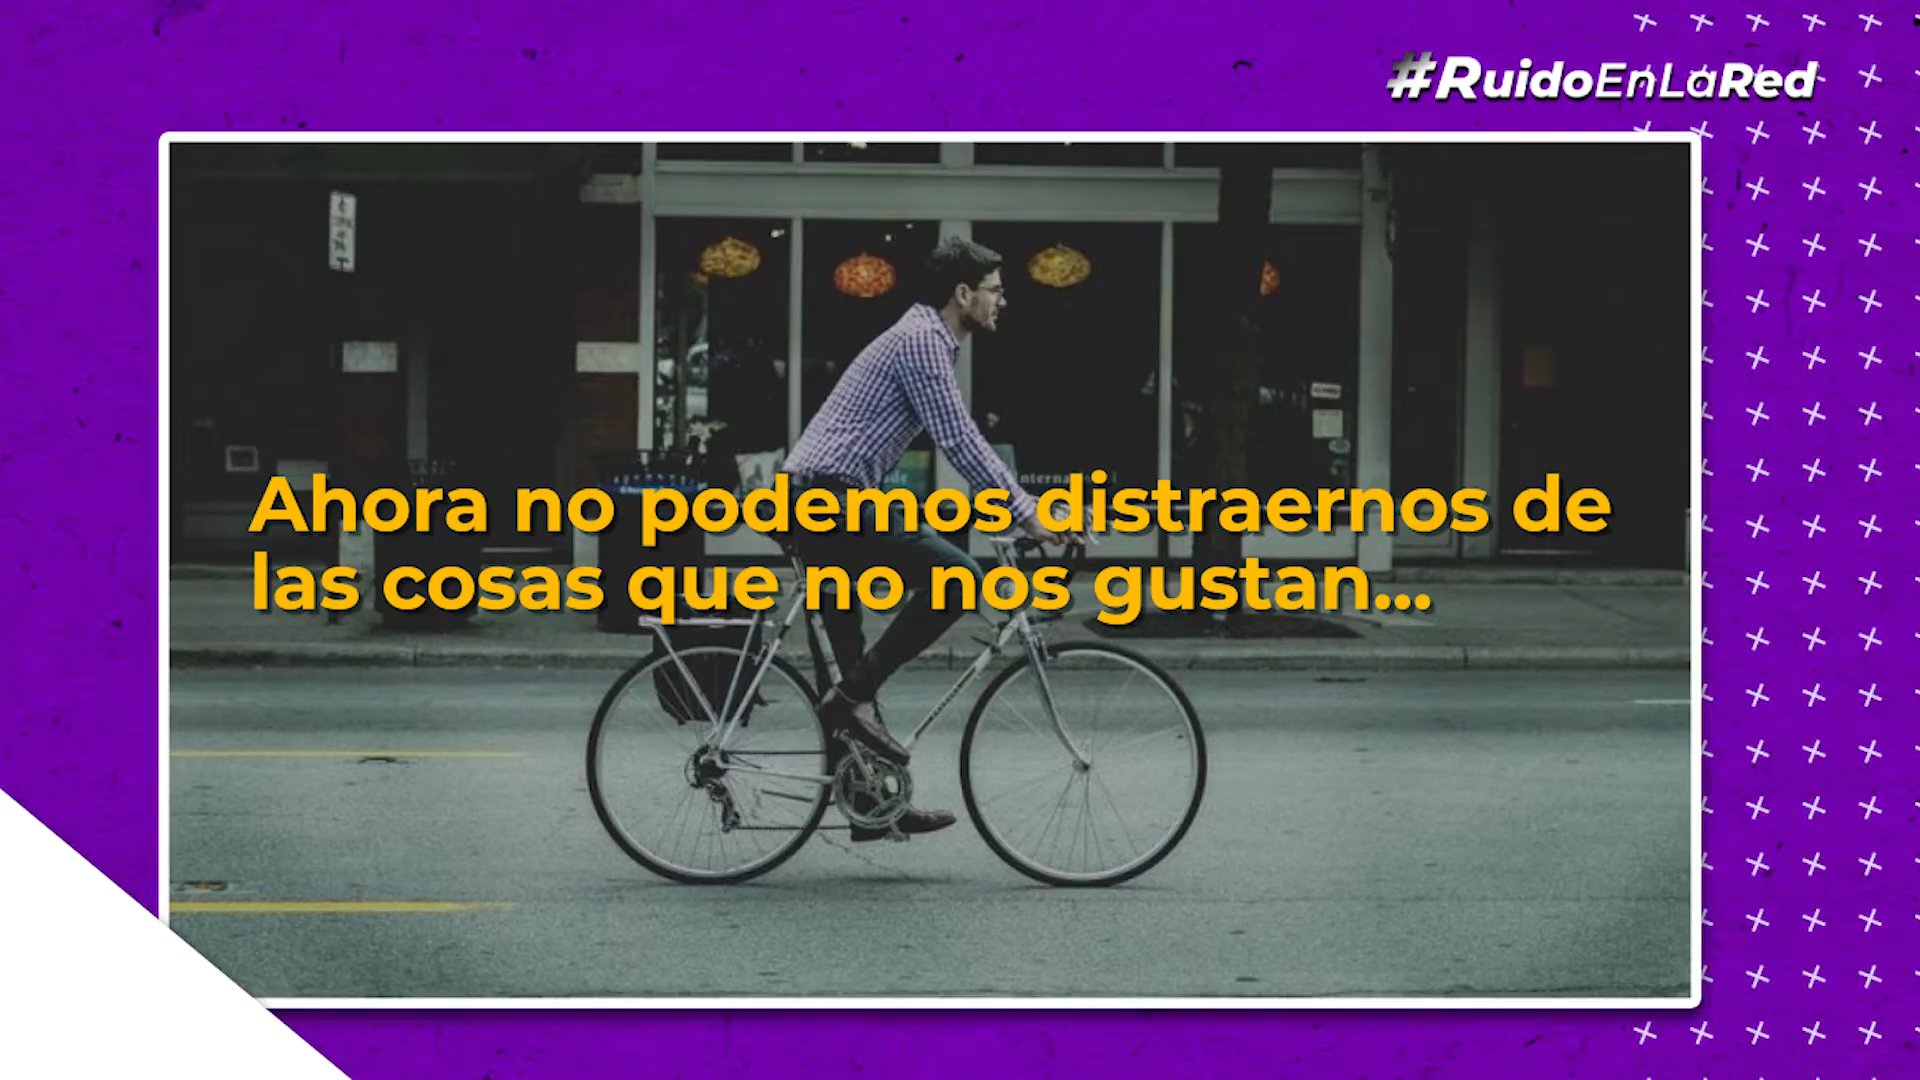 #RuidoEnLaRed
Ahora no podemos distraernos de
las cosas que no nos gustan...